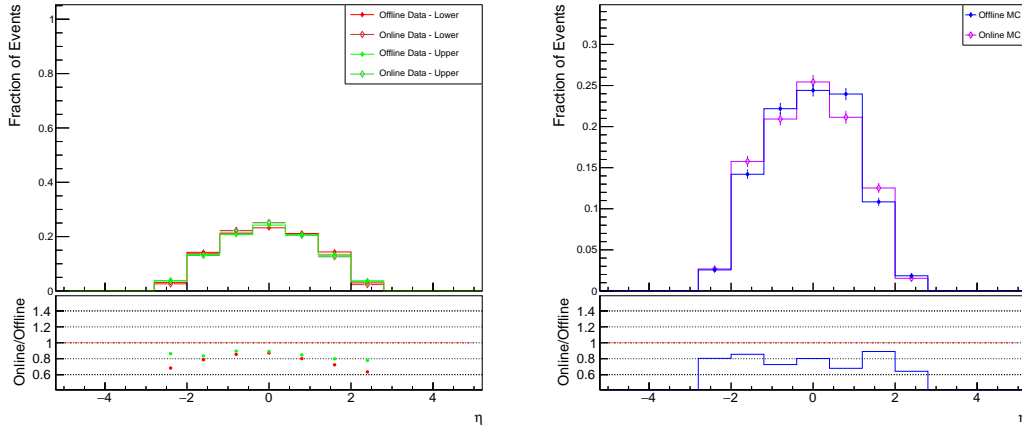 Fraction of Events
1
0.8
0.6
0.4
0.2
0
Offline Data - Lower
Online Data - Lower
Offline Data - Upper
Online Data - Upper
Online/Offline
1.4
1.2
1
0.8
0.6
−4 −2 0 2 4
η
Fraction of Events
0.35
0.3
0.25
0.2
0.15
0.1
0.05
0
Offline MC
Online MC
Online/Offline
1.4
1.2
1
0.8
0.6
−4 −2 0 2 4
η